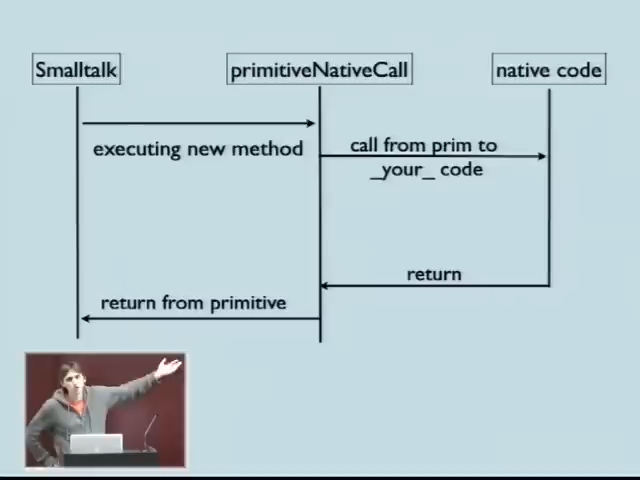 Smalltalk
primitiveNativeCall
native code
executing new method
call from prim to
_your_ code
return
return from primitive